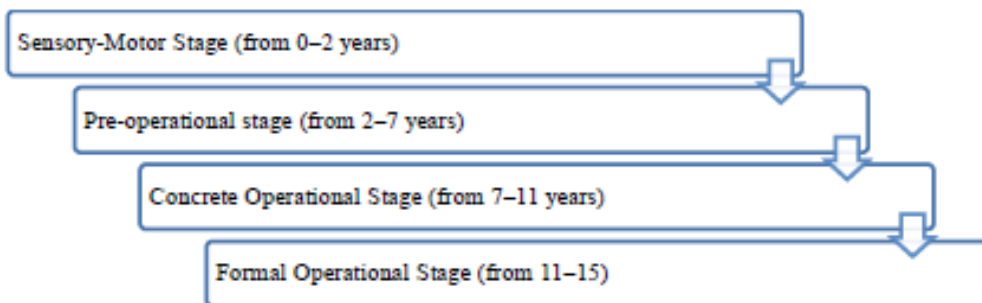 Sensory-Motor Stage (from 0–2 years)
Pre-operational stage (from 2–7 years)
Concrete Operational Stage (from 7–11 years)
Formal Operational Stage (from 11–15)